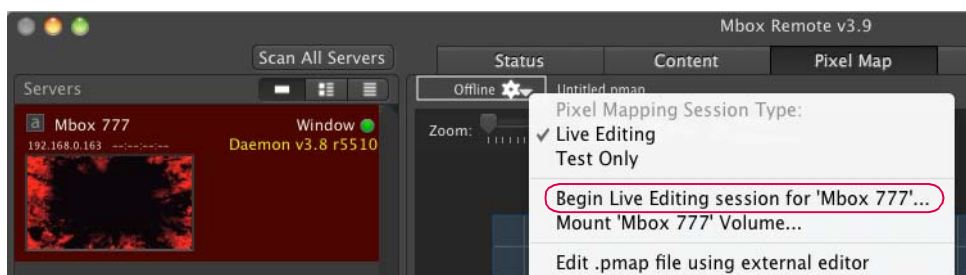 Mbox Remote v3.9
Scan All Servers
Status
Content
Pixel Map
Servers
Offline
Untitled.pmap
a Mbox 777
Window
192.168.0.163 --:--:--:--
Daemon v3.8 r5510
Zoom:
Pixel Mapping Session Type:
✓ Live Editing
Test Only
Begin Live Editing session for 'Mbox 777'...
Mount 'Mbox 777' Volume...
Edit .pmap file using external editor